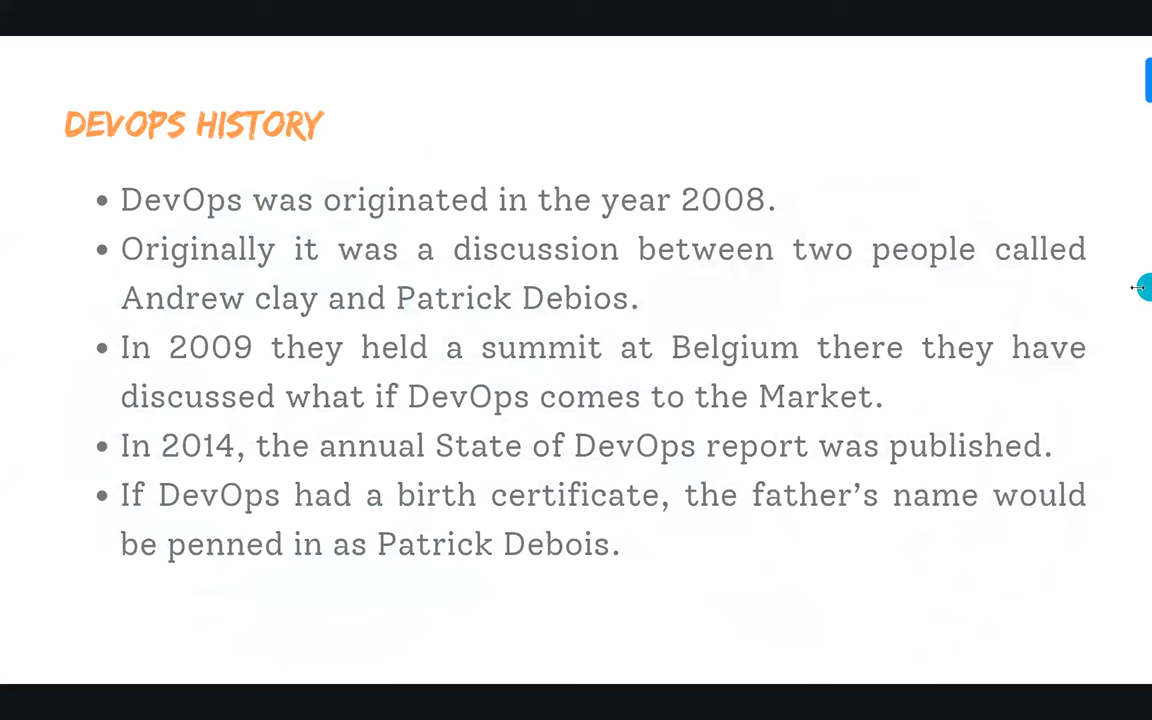 DEVOPS HISTORY
• DevOps was originated in the year 2008.
• Originally it was a discussion between two people called
Andrew clay and Patrick Debios.
• In 2009 they held a summit at Belgium there they have
discussed what if DevOps comes to the Market.
• In 2014, the annual State of DevOps report was published.
• If DevOps had a birth certificate, the father’s name would
be penned in as Patrick Debois.